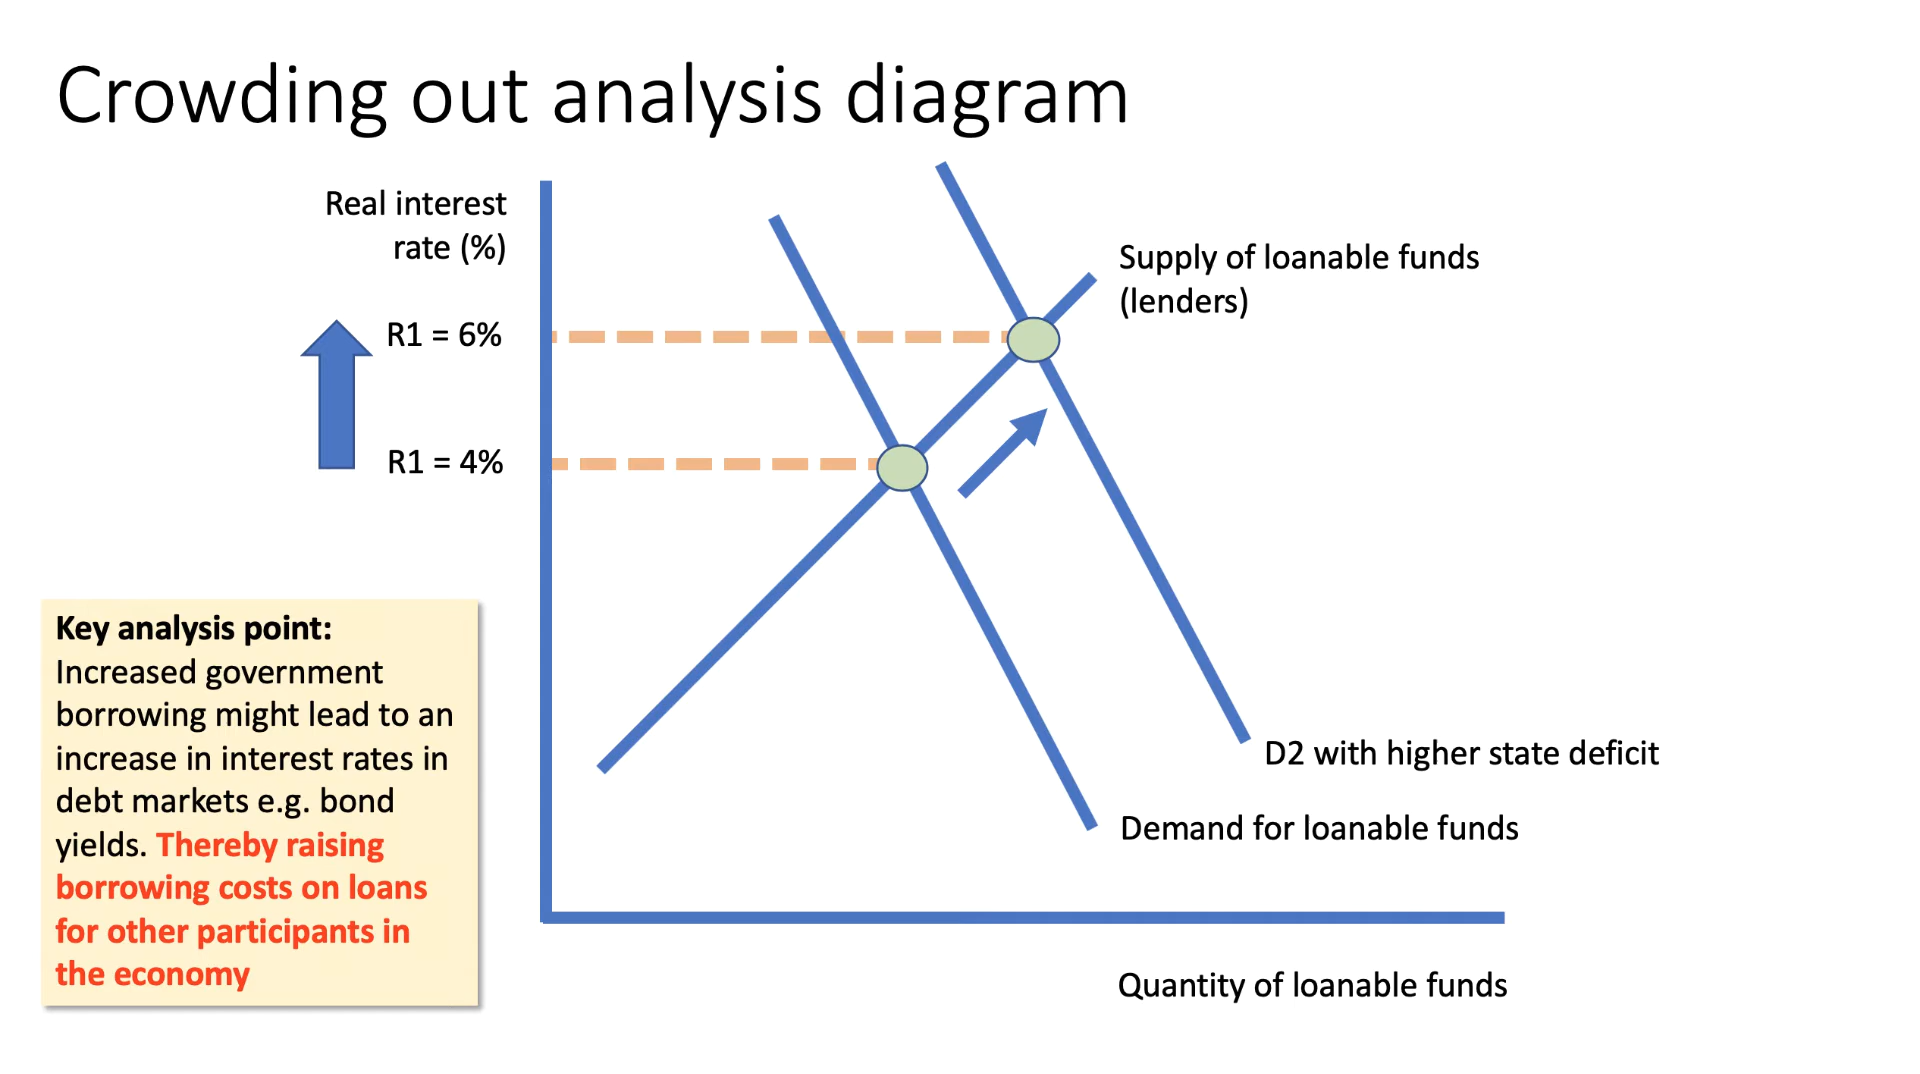 Crowding out analysis diagram
Real interest
rate (%)
Supply of loanable funds
(lenders)
R1 = 6%
R1 = 4%
Key analysis point:
Increased government
borrowing might lead to an
increase in interest rates in
debt markets e.g. bond
yields. Thereby raising
borrowing costs on loans
for other participants in
the economy
D2 with higher state deficit
Demand for loanable funds
Quantity of loanable funds